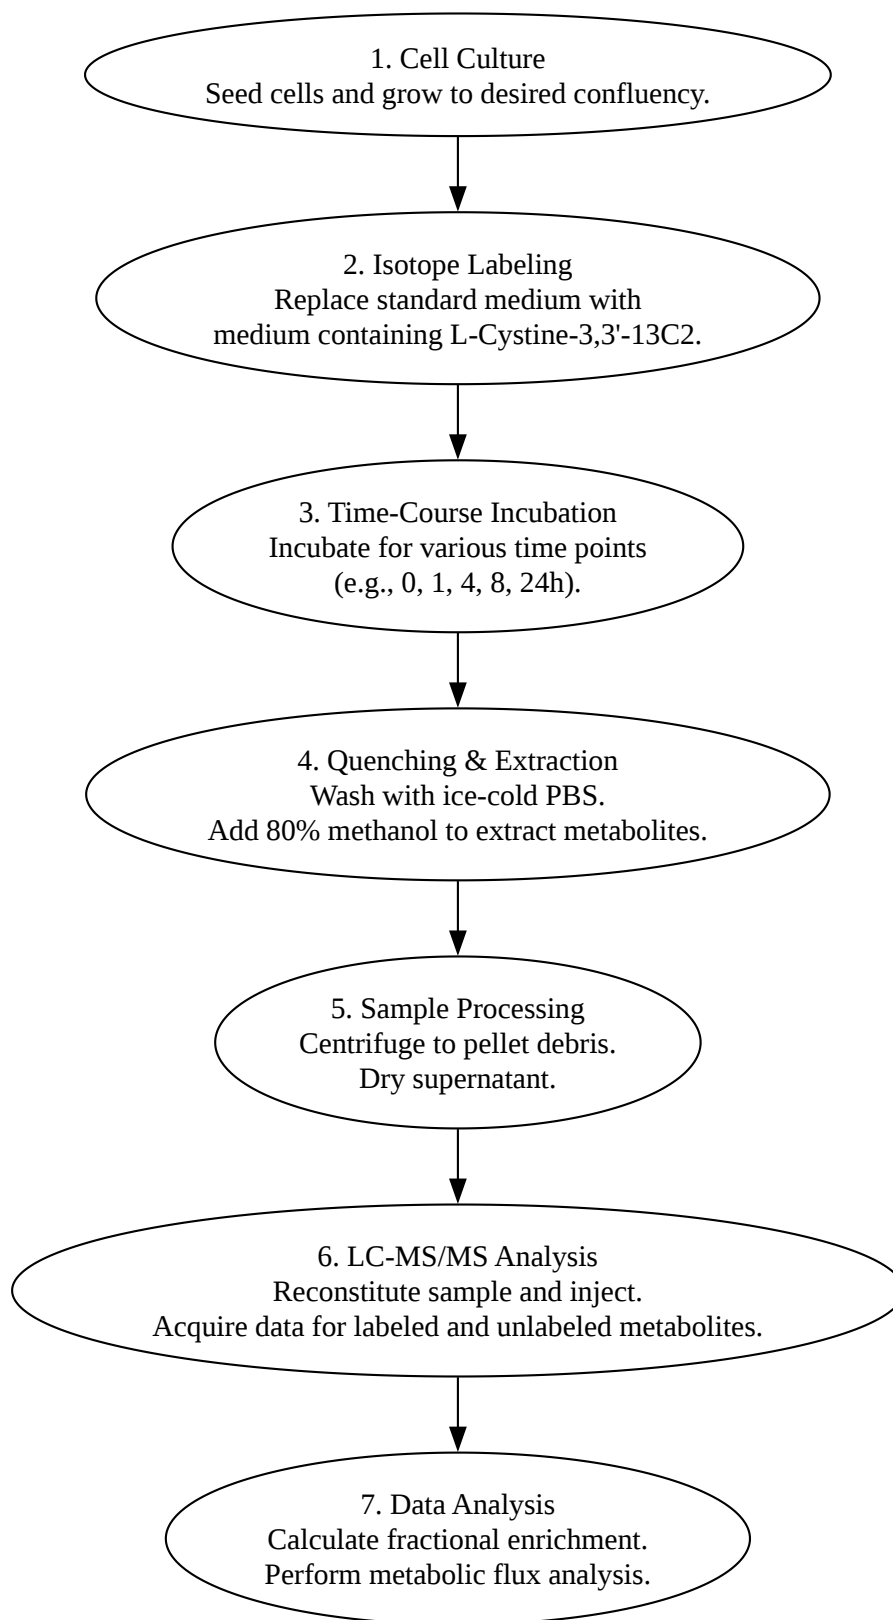 1. Cell Culture
Seed cells and grow to desired confluency.
2. Isotope Labeling
Replace standard medium with
medium containing L-Cystine-3,3'-13C2.
3. Time-Course Incubation
Incubate for various time points
(e.g., 0, 1, 4, 8, 24h).
4. Quenching & Extraction
Wash with ice-cold PBS.
Add 80% methanol to extract metabolites.
5. Sample Processing
Centrifuge to pellet debris.
Dry supernatant.
6. LC-MS/MS Analysis
Reconstitute sample and inject.
Acquire data for labeled and unlabeled metabolites.
7. Data Analysis
Calculate fractional enrichment.
Perform metabolic flux analysis.